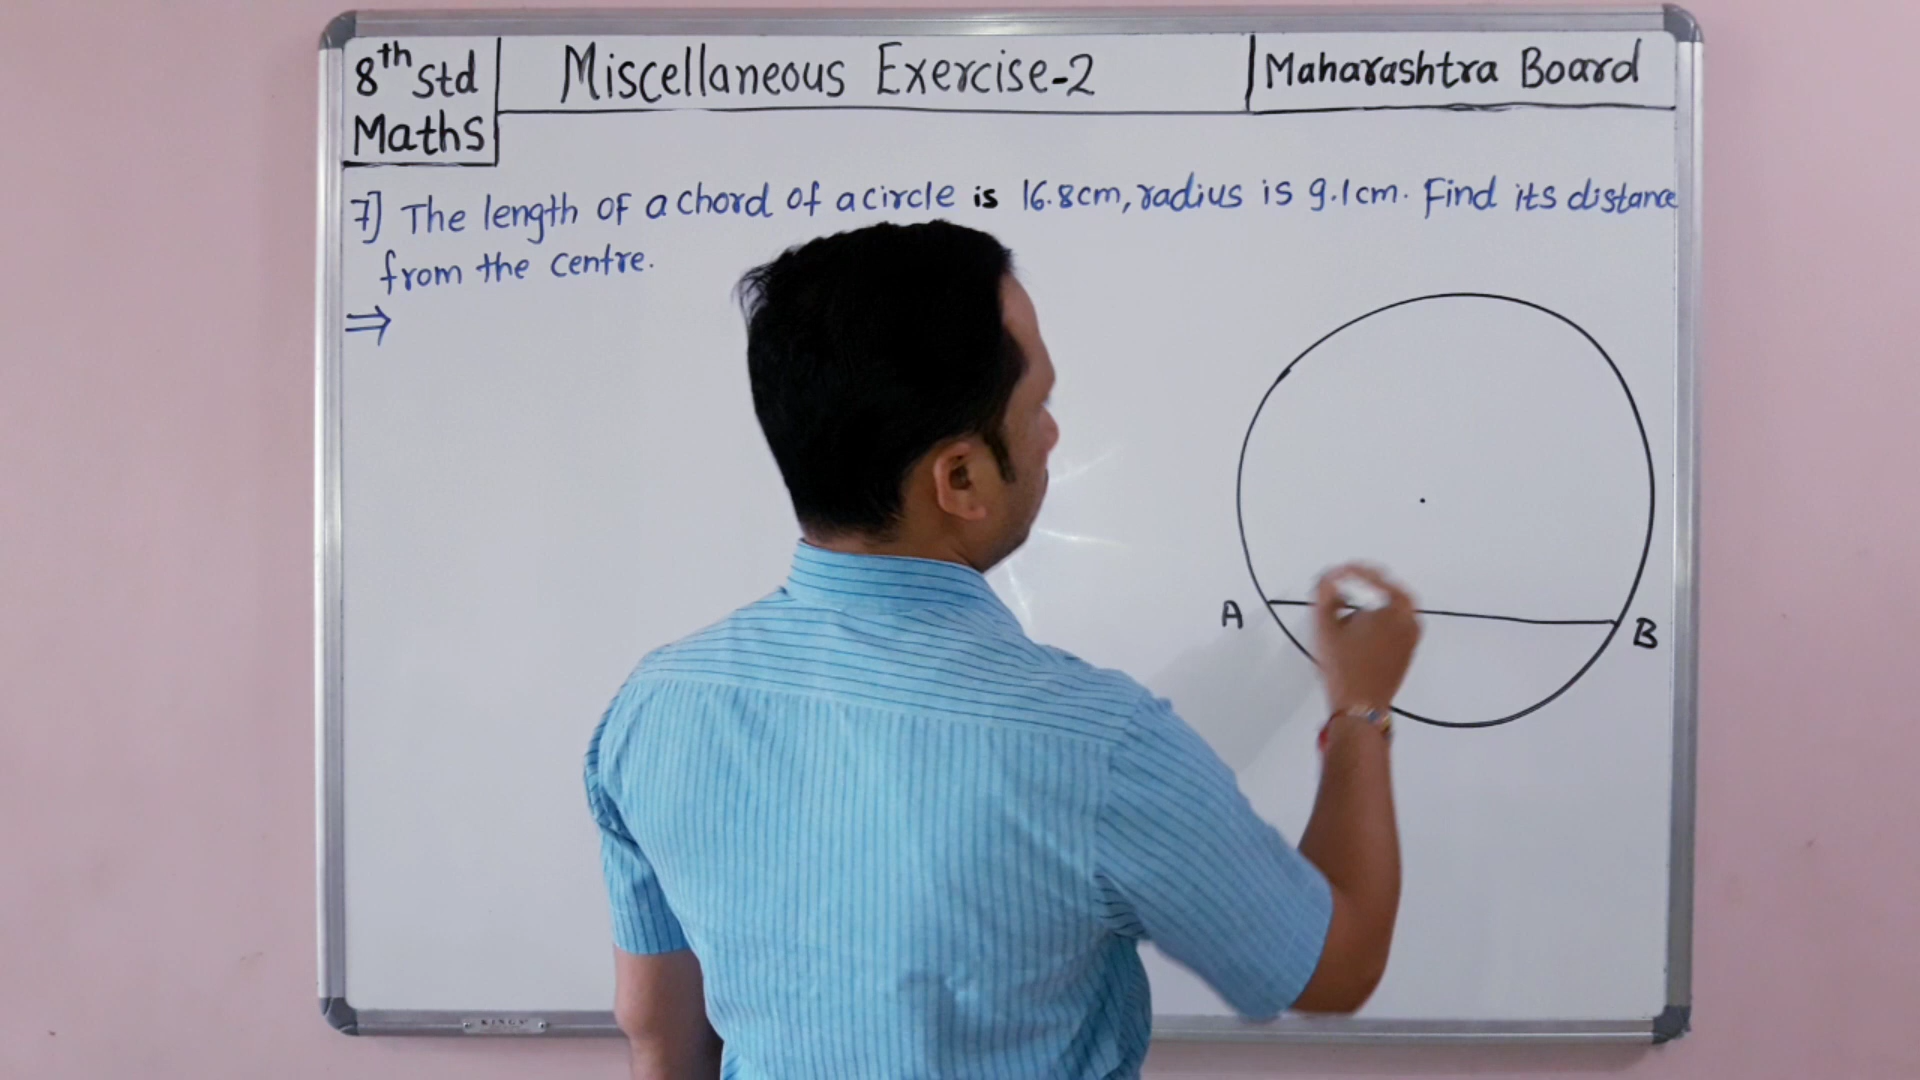 8th Std
Maths
Miscellaneous Exercise-2
Maharashtra Board
7] The length of a chord of a circle is 16.8cm, radius is 9.1cm. Find its distance
from the centre.
⇒
A
B